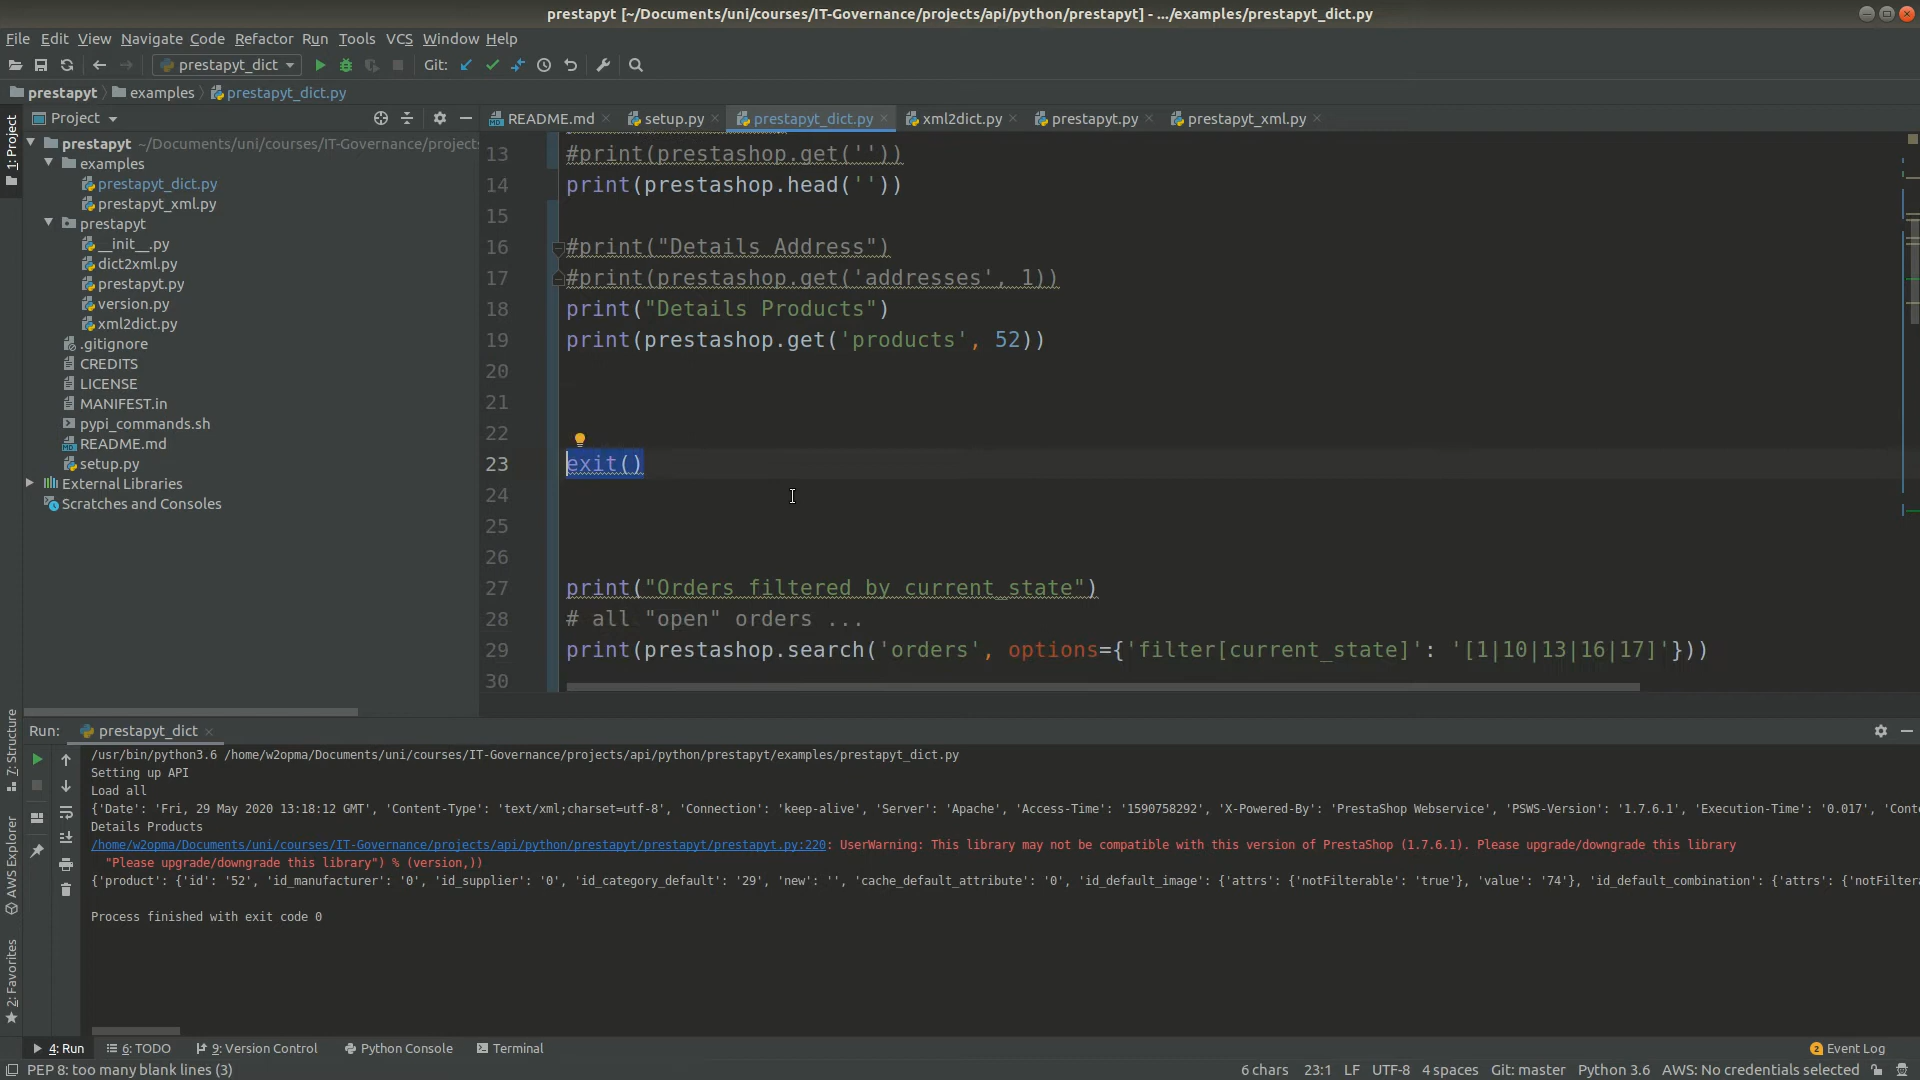 prestapyt [~/Documents/uni/courses/IT-Governance/projects/api/python/prestapyt] - .../examples/prestapyt_dict.py
File Edit View Navigate Code Refactor Run Tools VCS Window Help
prestapyt_dict Git:
prestapyt examples prestapyt_dict.py
Project
README.md setup.py prestapyt_dict.py xml2dict.py prestapyt.py prestapyt_xml.py
1: Project
prestapyt ~/Documents/uni/courses/IT-Governance/project
examples
prestapyt_dict.py
prestapyt_xml.py
prestapyt
__init__.py
dict2xml.py
prestapyt.py
version.py
xml2dict.py
.gitignore
CREDITS
LICENSE
MANIFEST.in
pypi_commands.sh
README.md
setup.py
External Libraries
Scratches and Consoles
13 #print(prestashop.get(''))
14 print(prestashop.head(''))
15
16 #print("Details Address")
17 #print(prestashop.get('addresses', 1))
18 print("Details Products")
19 print(prestashop.get('products', 52))
20
21
22
23 exit()
24
25
26
27 print("Orders filtered by current_state")
28 # all "open" orders ...
29 print(prestashop.search('orders', options={'filter[current_state]': '[1|10|13|16|17]'}))
30
7: Structure
AWS Explorer
2: Favorites
Run: prestapyt_dict
/usr/bin/python3.6 /home/w2opma/Documents/uni/courses/IT-Governance/projects/api/python/prestapyt/examples/prestapyt_dict.py
Setting up API
Load all
{'Date': 'Fri, 29 May 2020 13:18:12 GMT', 'Content-Type': 'text/xml;charset=utf-8', 'Connection': 'keep-alive', 'Server': 'Apache', 'Access-Time': '1590758292', 'X-Powered-By': 'PrestaShop Webservice', 'PSWS-Version': '1.7.6.1', 'Execution-Time': '0.017', 'Cont
Details Products
/home/w2opma/Documents/uni/courses/IT-Governance/projects/api/python/prestapyt/prestapyt/prestapyt.py:220: UserWarning: This library may not be compatible with this version of PrestaShop (1.7.6.1). Please upgrade/downgrade this library
"Please upgrade/downgrade this library") % (version,))
{'product': {'id': '52', 'id_manufacturer': '0', 'id_supplier': '0', 'id_category_default': '29', 'new': '', 'cache_default_attribute': '0', 'id_default_image': {'attrs': {'notFilterable': 'true'}, 'value': '74'}, 'id_default_combination': {'attrs': {'notFiltera
Process finished with exit code 0
4: Run 6: TODO 9: Version Control Python Console Terminal 2 Event Log
PEP 8: too many blank lines (3) 6 chars 23:1 LF UTF-8 4 spaces Git: master Python 3.6 AWS: No credentials selected